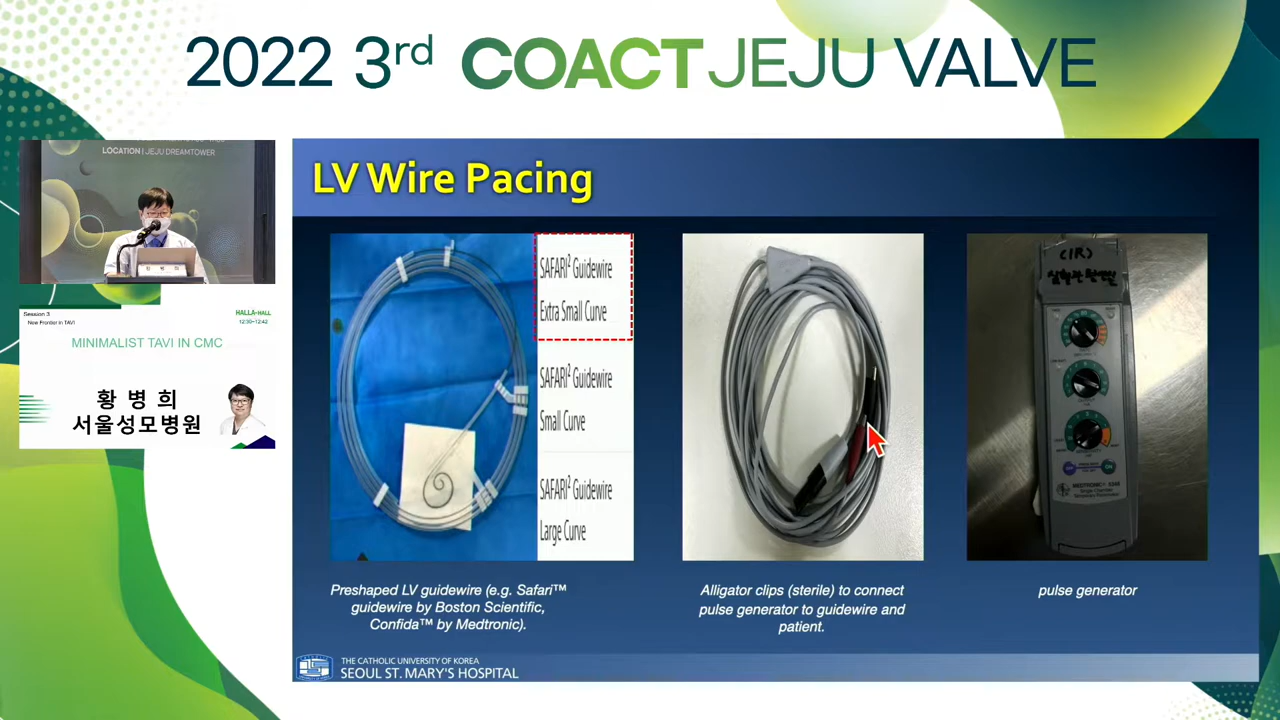 2022 3rd COACT JEJU VALVE
LOCATION | JEJU DREAMTOWER
Session 3
New Frontier in TAVI
HALLA-HALL
12:30~12:42
MINIMALIST TAVI IN CMC
황 병 희
서울성모병원
LV Wire Pacing
SAFARI² Guidewire
Extra Small Curve
SAFARI² Guidewire
Small Curve
SAFARI² Guidewire
Large Curve
(IR)
Preshaped LV guidewire (e.g. Safari™
guidewire by Boston Scientific,
Confida™ by Medtronic).
Alligator clips (sterile) to connect
pulse generator to guidewire and
patient.
pulse generator
THE CATHOLIC UNIVERSITY OF KOREA
SEOUL ST. MARY'S HOSPITAL